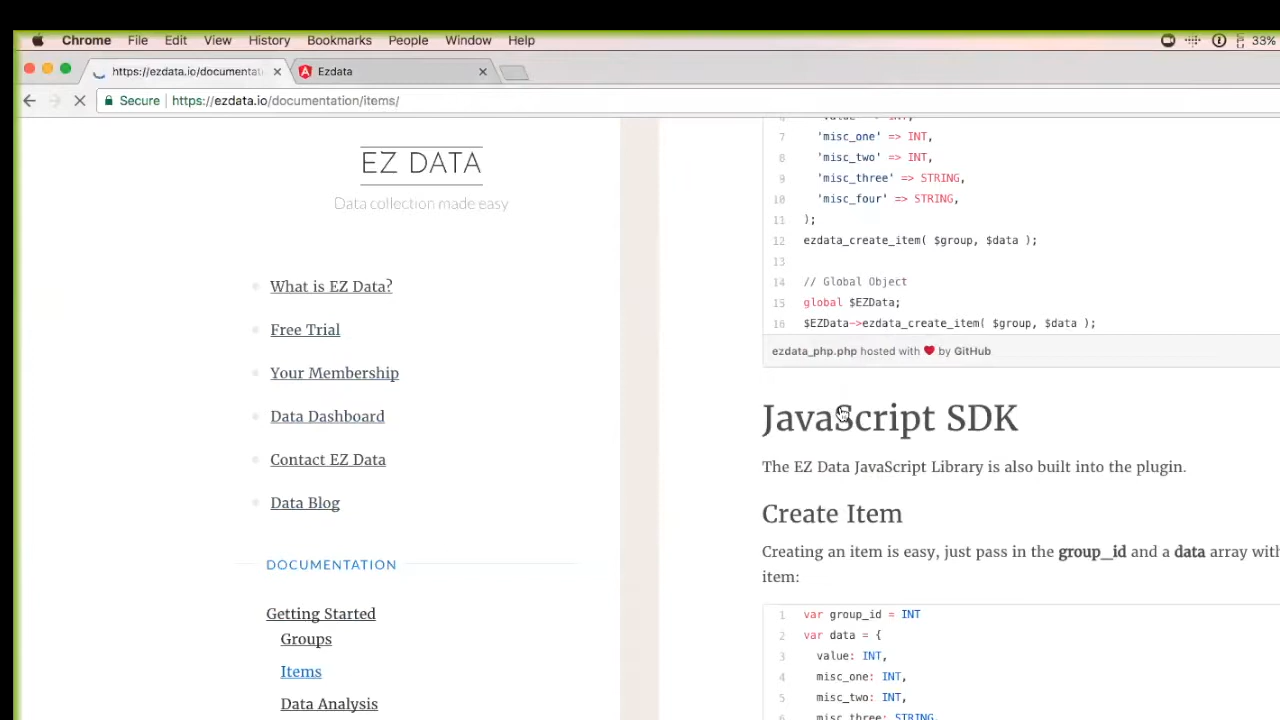 Chrome File Edit View History Bookmarks People Window Help 33%
https://ezdata.io/documentati Ezdata
Secure https://ezdata.io/documentation/items/
EZ DATA
Data collection made easy
What is EZ Data?
Free Trial
Your Membership
Data Dashboard
Contact EZ Data
Data Blog
DOCUMENTATION
Getting Started
Groups
Items
Data Analysis
7 'misc_one' => INT,
8 'misc_two' => INT,
9 'misc_three' => STRING,
10 'misc_four' => STRING,
11 );
12 ezdata_create_item( $group, $data );
13
14 // Global Object
15 global $EZData;
16 $EZData->ezdata_create_item( $group, $data );
ezdata_php.php hosted with ❤ by GitHub
JavaScript SDK
The EZ Data JavaScript Library is also built into the plugin.
Create Item
Creating an item is easy, just pass in the group_id and a data array with
item:
1 var group_id = INT
2 var data = {
3 value: INT,
4 misc_one: INT,
5 misc_two: INT,
misc_three: STRING,